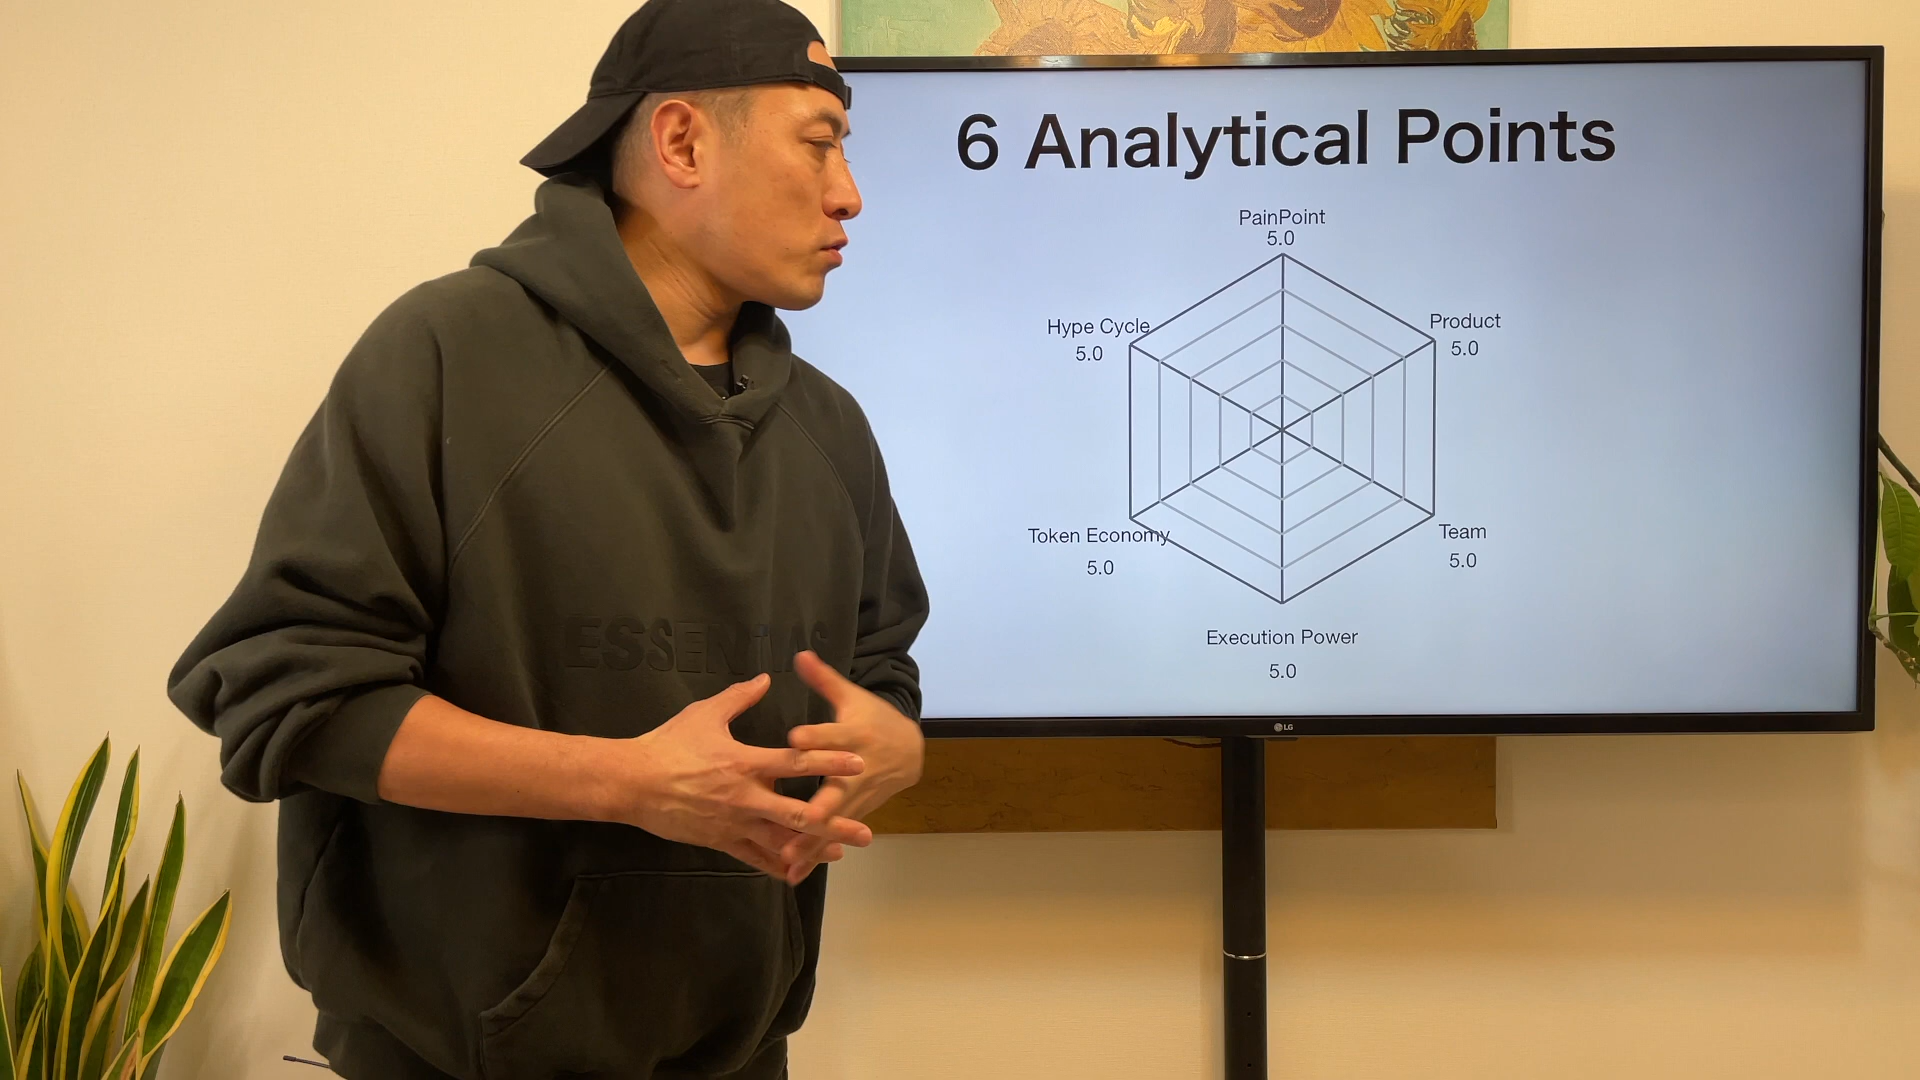 6 Analytical Points
PainPoint
5.0
Hype Cycle
5.0
Product
5.0
Token Economy
5.0
Team
5.0
Execution Power
5.0
ESSENTIALS
LG